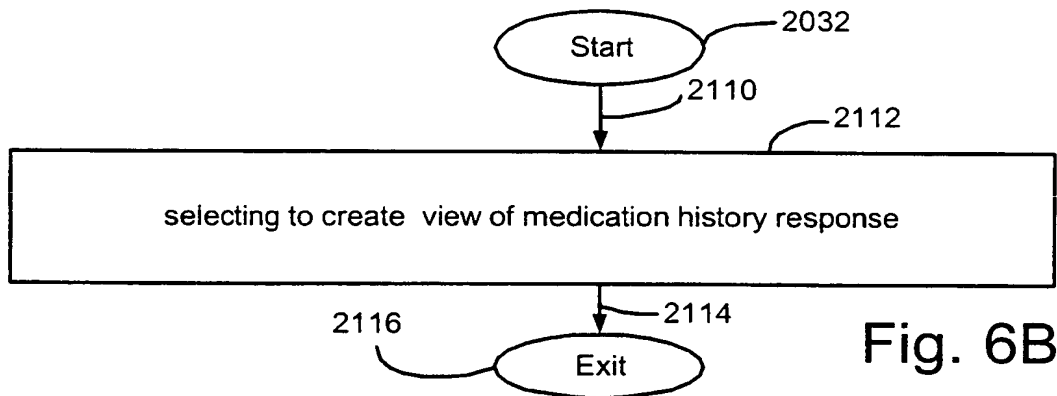 Start
2032
2110
2112
selecting to create view of medication history response
2114
2116
Exit
Fig. 6B